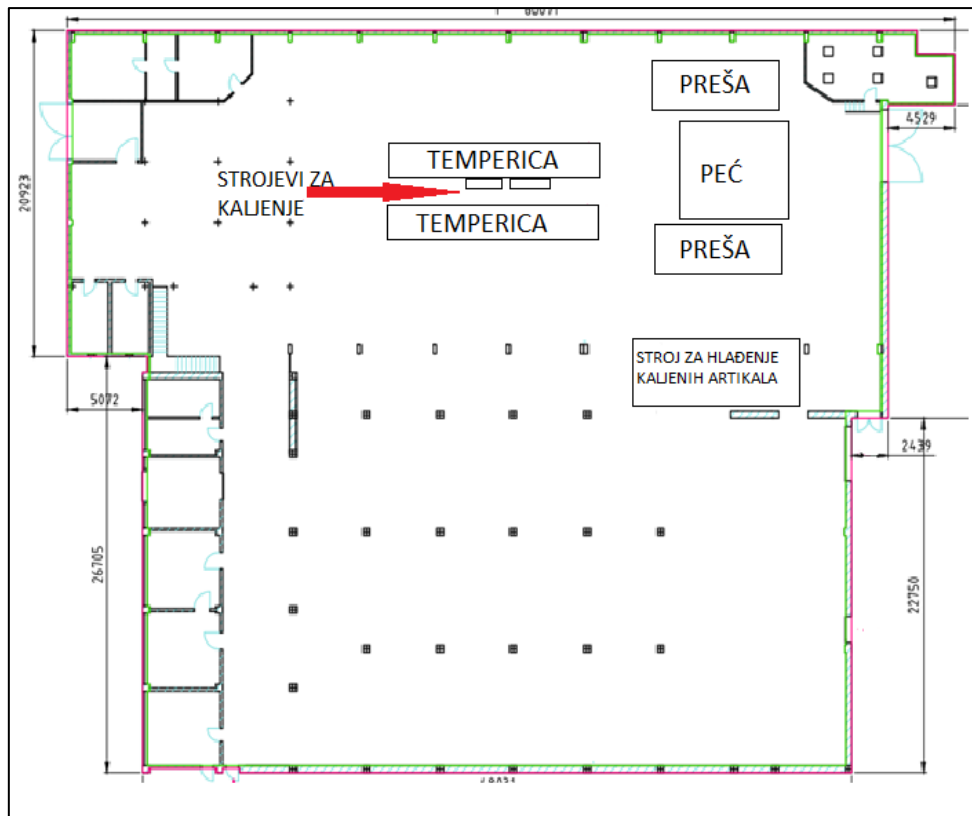 PREŠA
4529
TEMPERICA
PEĆ
STROJEVI ZA
KALJENJE
20923
TEMPERICA
PREŠA
STROJ ZA HLAĐENJE
KALJENIH ARTIKALA
5072
2439
26705
22750